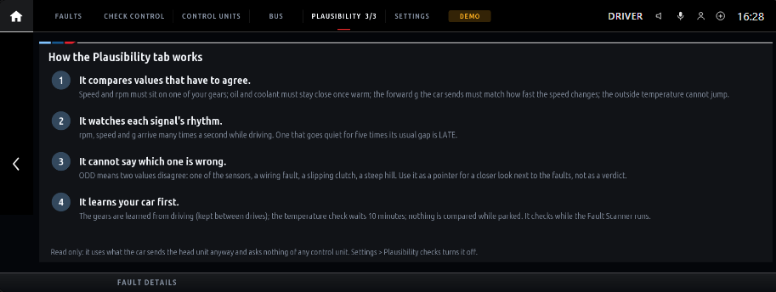 FAULTS CHECK CONTROL CONTROL UNITS BUS PLAUSIBILITY 3/3 SETTINGS DEMO DRIVER 16:28
How the Plausibility tab works
1 It compares values that have to agree.
Speed and rpm must sit on one of your gears; oil and coolant must stay close once warm; the forward g the car sends must match how fast the speed changes; the outside temperature cannot jump.
2 It watches each signal's rhythm.
rpm, speed and g arrive many times a second while driving. One that goes quiet for five times its usual gap is LATE.
3 It cannot say which one is wrong.
ODD means two values disagree: one of the sensors, a wiring fault, a slipping clutch, a steep hill. Use it as a pointer for a closer look next to the faults, not as a verdict.
4 It learns your car first.
The gears are learned from driving (kept between drives); the temperature check waits 10 minutes; nothing is compared while parked. It checks while the Fault Scanner runs.
Read only: it uses what the car sends the head unit anyway and asks nothing of any control unit. Settings > Plausibility checks turns it off.
FAULT DETAILS